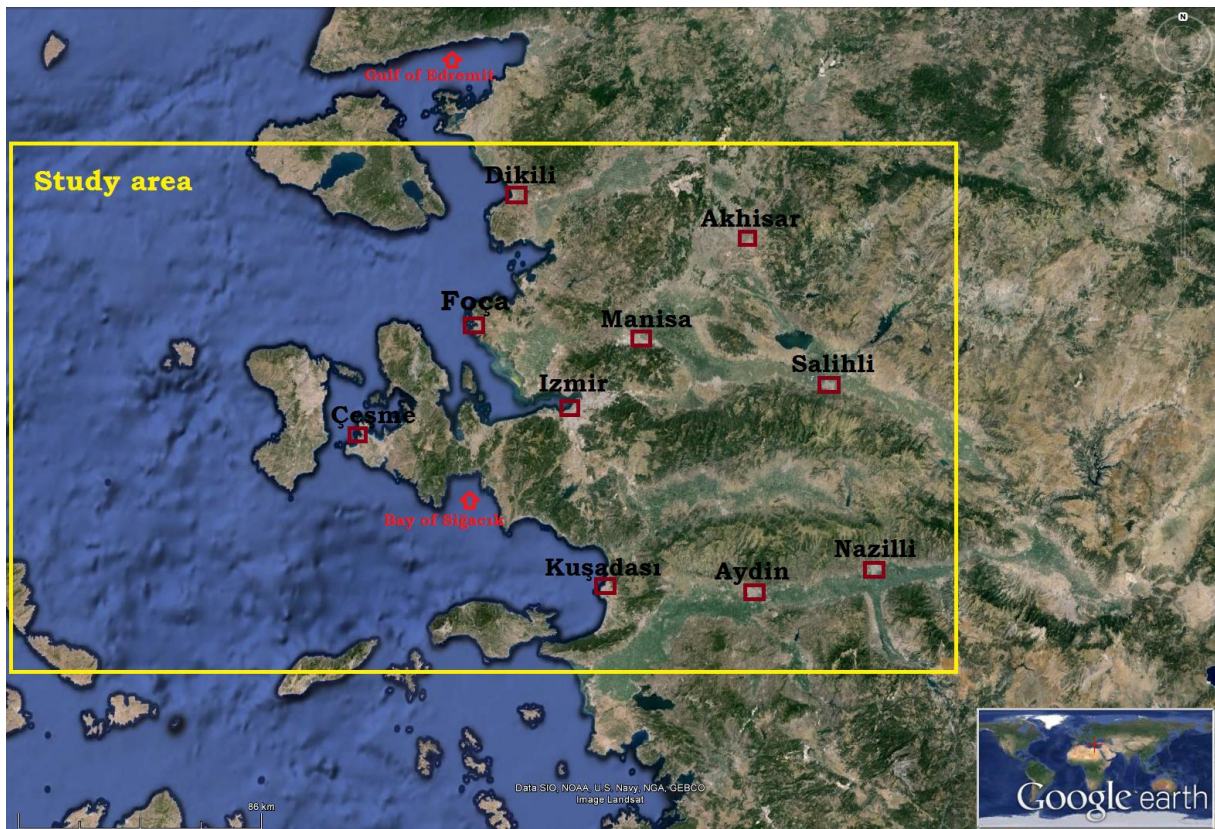 N
Gulf of Edremit
Study area
Dikili
Akhisar
Foça
Manisa
Salihli
Izmir
Çeşme
Bay of Siğacık
Nazilli
Kuşadası
Aydin
Data SIO, NOAA, U.S. Navy, NGA, GEBCO
Image Landsat
86 km
Google earth